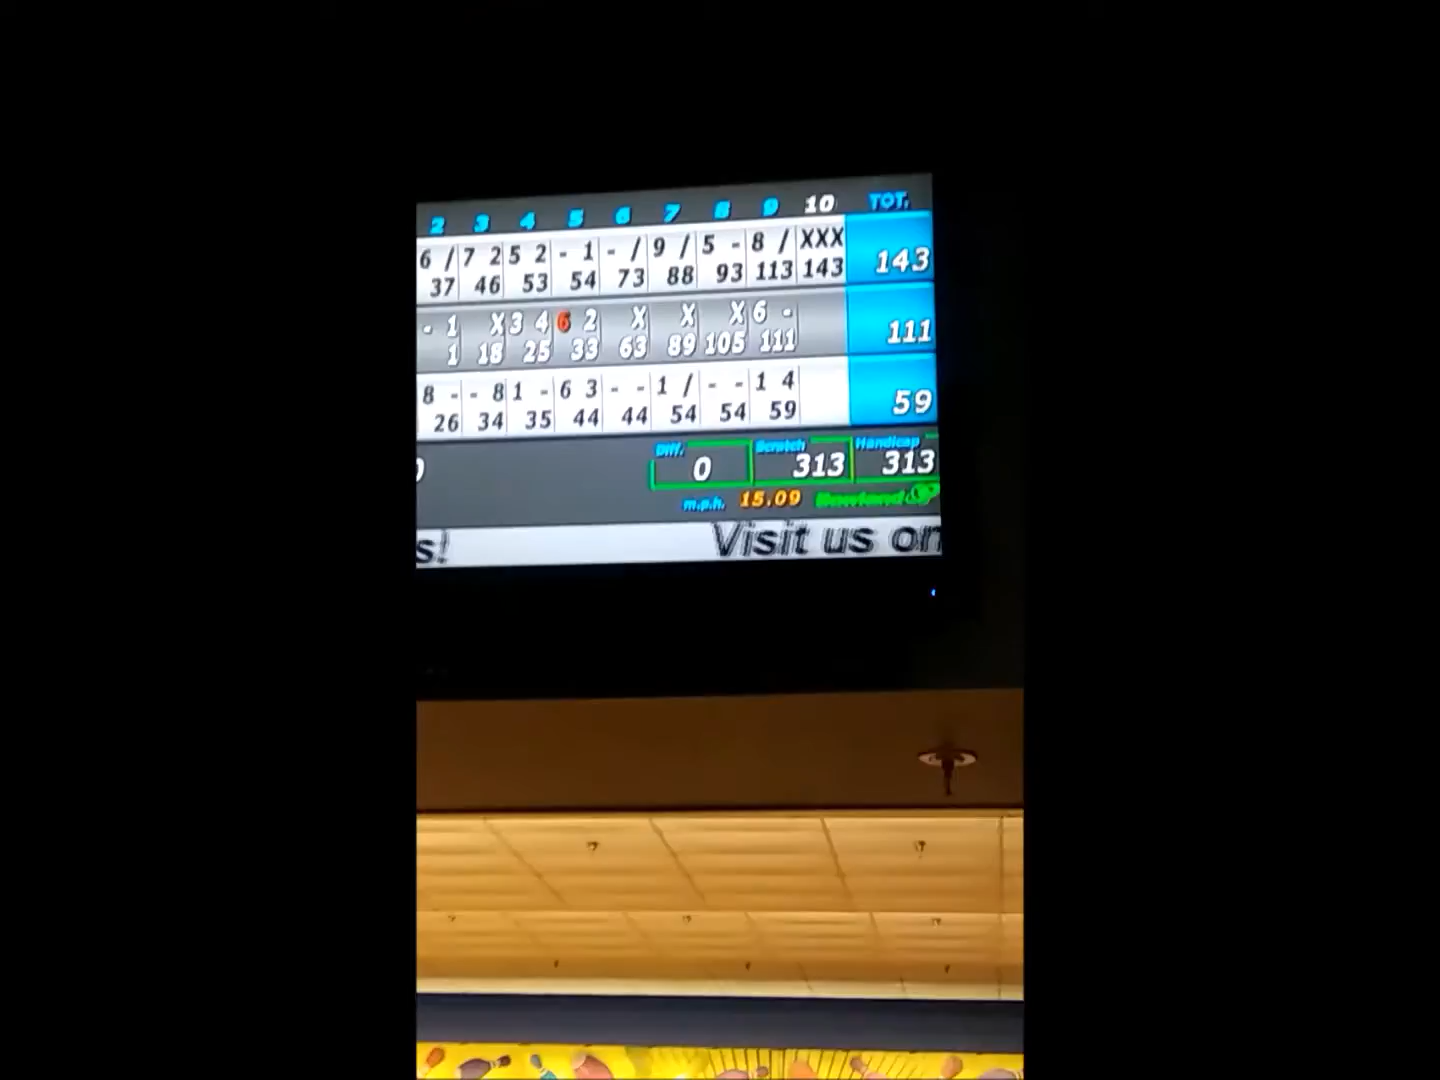 2 3 4 5 6 7 8 9 10 TOT.
6 / 7 2 5 2 - 1 - / 9 / 5 - 8 / XXX
37 46 53 54 73 88 93 113 143 143
- 1 X 3 4 6 2 X X X 6 -
1 18 25 33 63 89 105 111 111
8 - - 8 1 - 6 3 - - 1 / - - 1 4
26 34 35 44 44 54 54 59 59
Diff. Scratch Handicap
0 313 313
m.p.h. 15.09
s! Visit us on